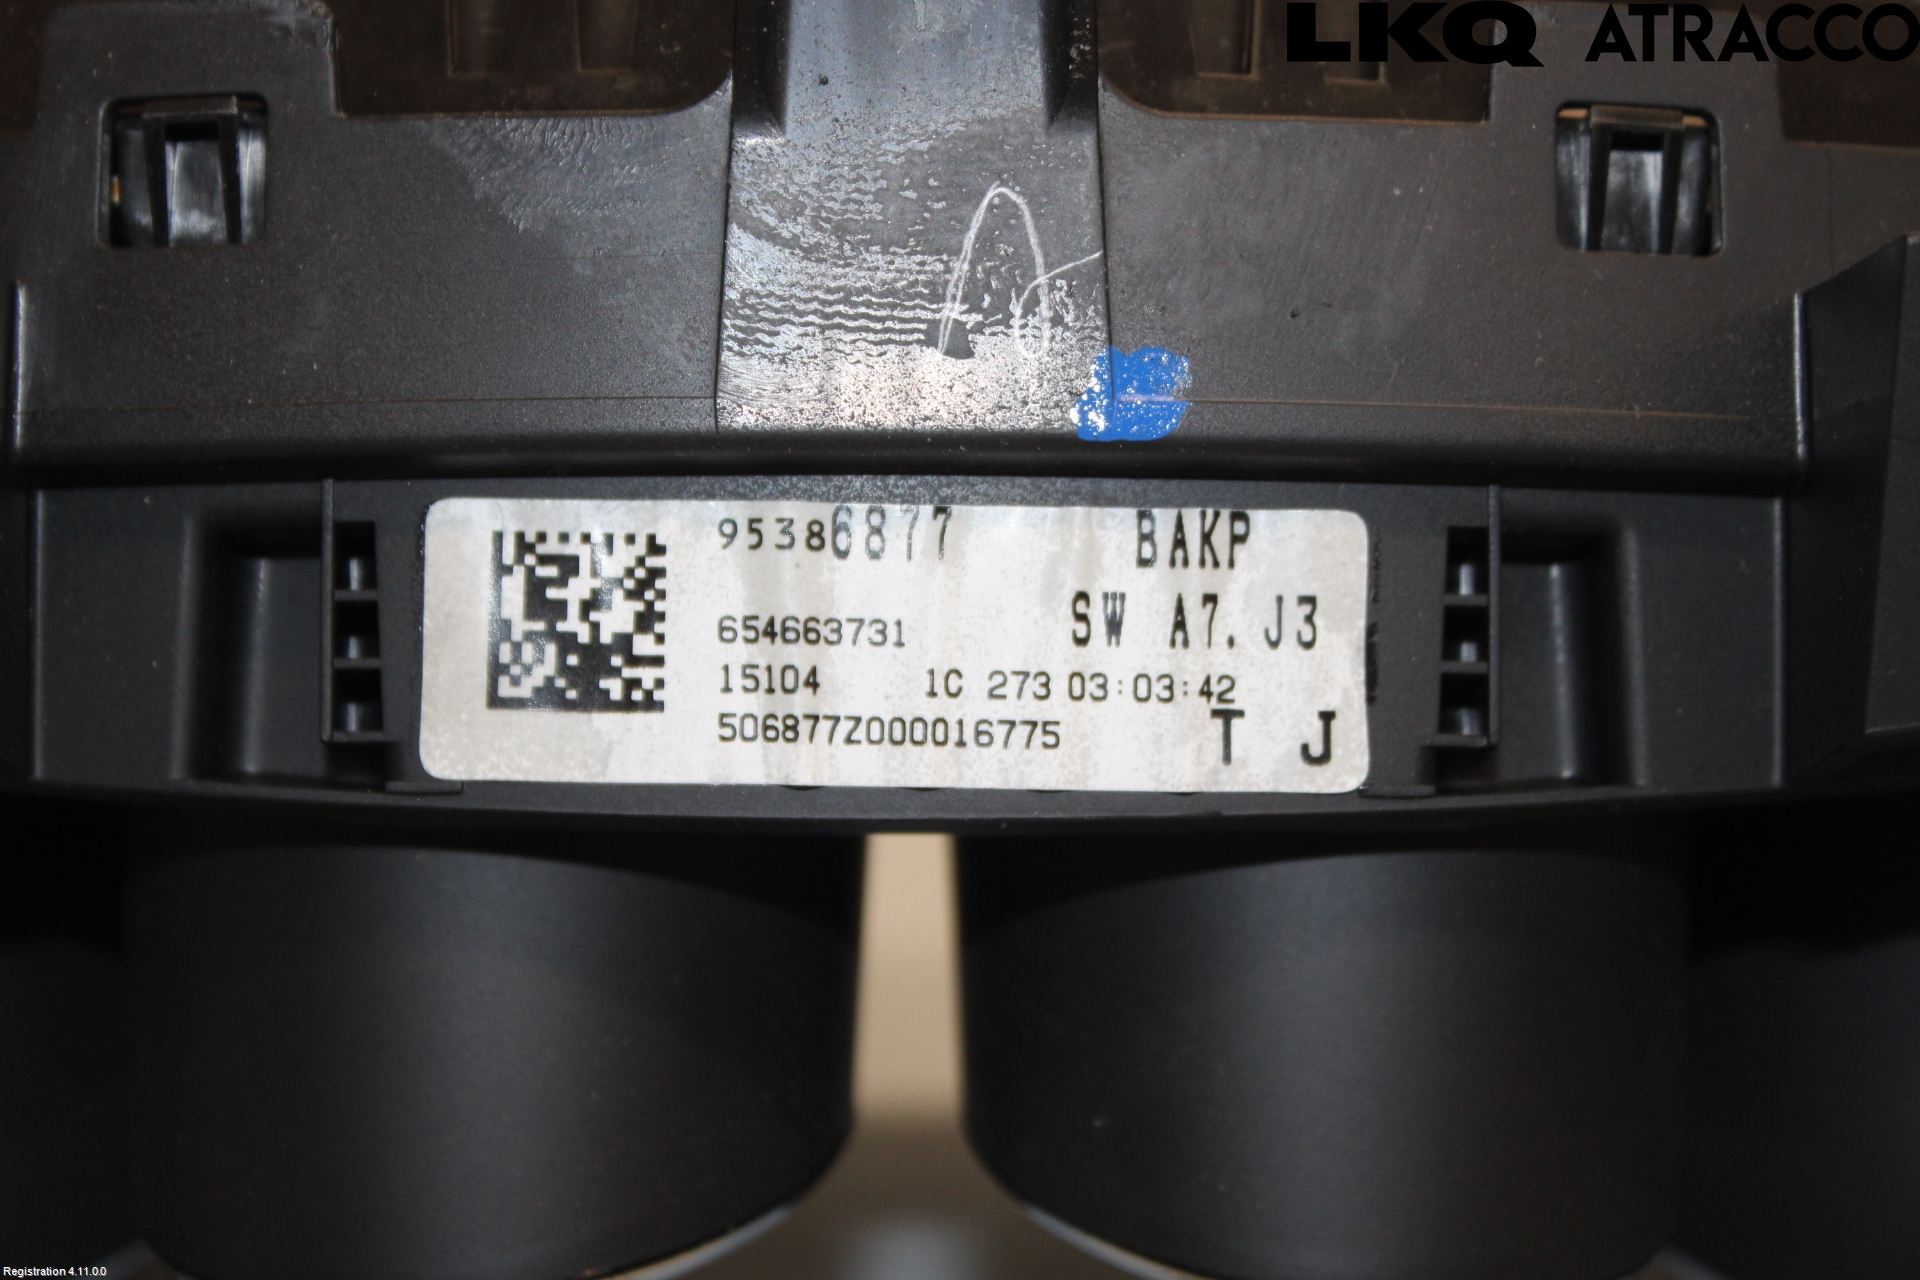 LKQ ATRACCO
95386877 BAKP
654663731 SW A7.J3
15104 1C 273 03:03:42
506877Z000016775 T J
Registration 4.11.0.0